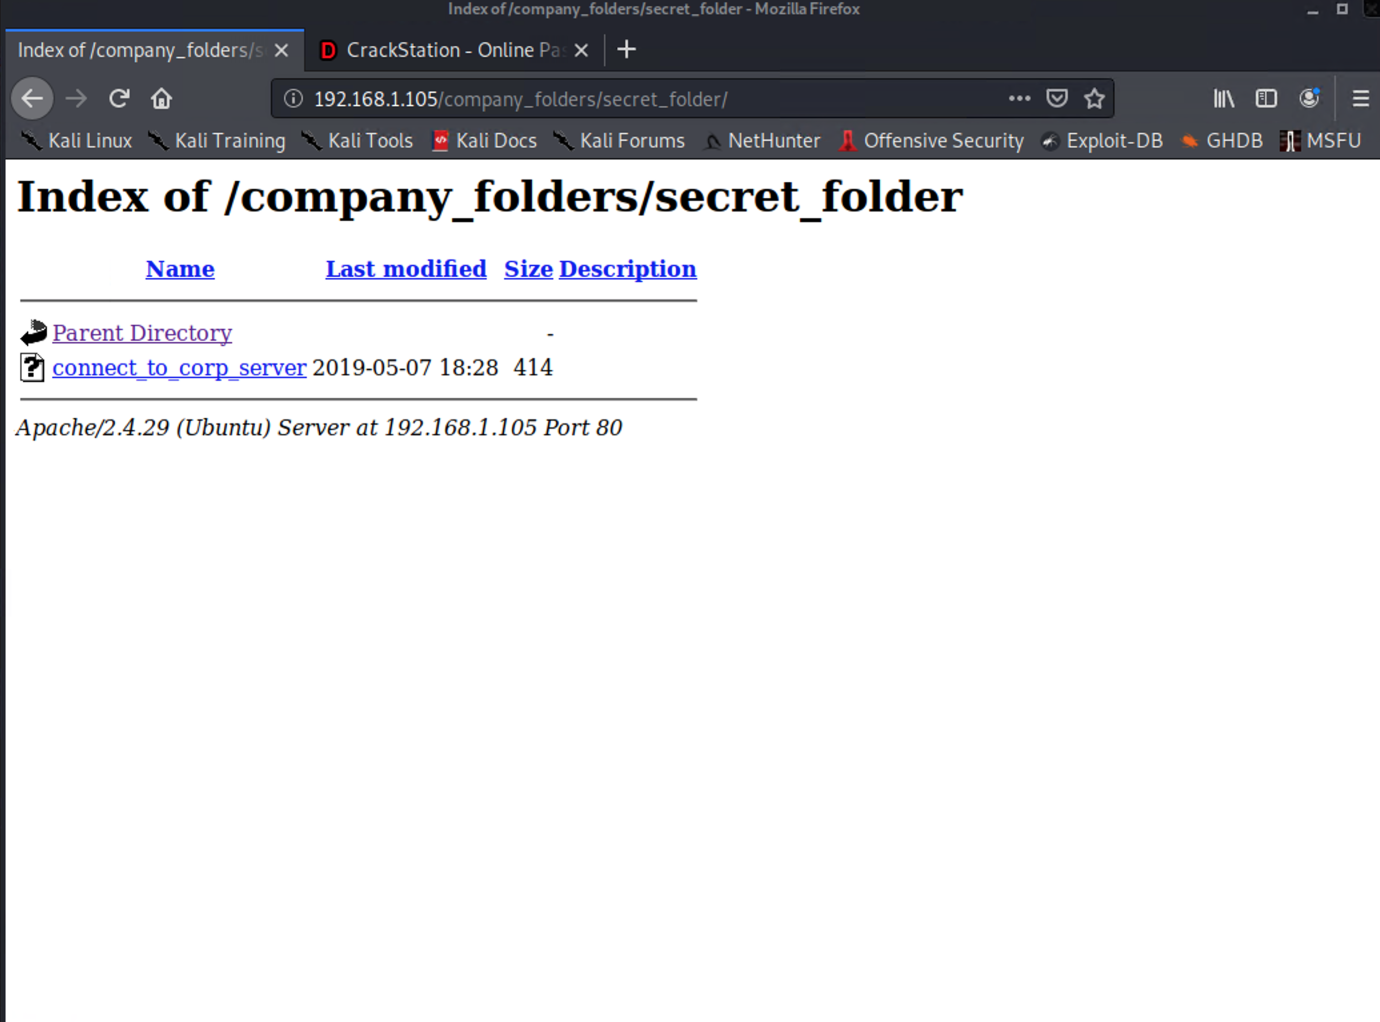 Index of /company_folders/secret_folder - Mozilla Firefox
Index of /company_folders/s CrackStation - Online Pa
192.168.1.105/company_folders/secret_folder/
Kali Linux Kali Training Kali Tools Kali Docs Kali Forums NetHunter Offensive Security Exploit-DB GHDB MSFU
Index of /company_folders/secret_folder
Name Last modified Size Description
Parent Directory -
connect_to_corp_server 2019-05-07 18:28 414
Apache/2.4.29 (Ubuntu) Server at 192.168.1.105 Port 80